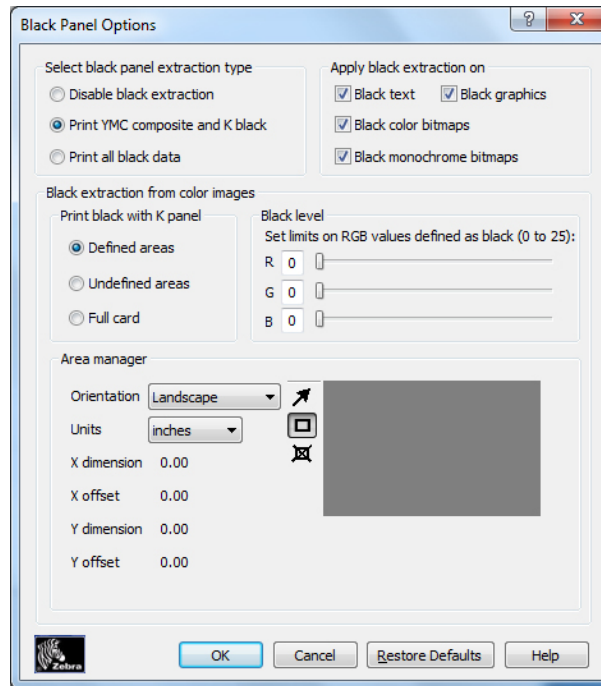 Black Panel Options
?
Select black panel extraction type
Disable black extraction
Print YMC composite and K black
Print all black data
Apply black extraction on
Black text
Black graphics
Black color bitmaps
Black monochrome bitmaps
Black extraction from color images
Print black with K panel
Defined areas
Undefined areas
Full card
Black level
Set limits on RGB values defined as black (0 to 25):
R 0
G 0
B 0
Area manager
Orientation Landscape
Units inches
X dimension 0.00
X offset 0.00
Y dimension 0.00
Y offset 0.00
Zebra
OK
Cancel
Restore Defaults
Help